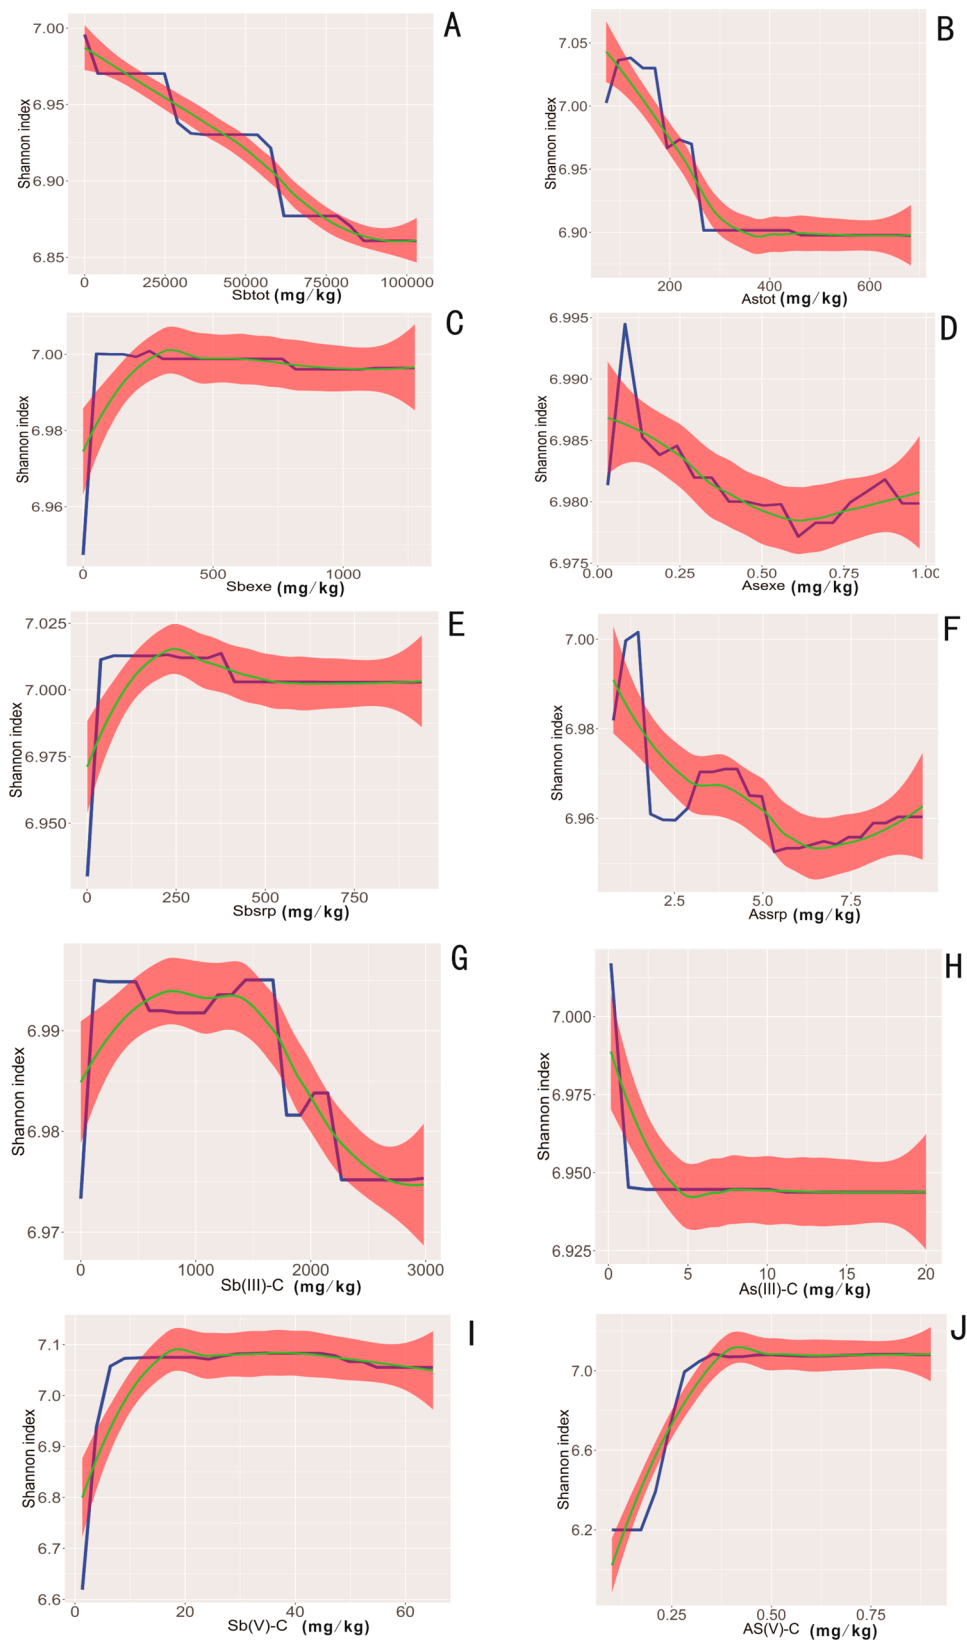 A
7.00
6.95
6.90
6.85
Shannon index
0 25000 50000 75000 100000
Sbtot (mg/kg)
B
7.05
7.00
6.95
6.90
Shannon index
200 400 600
Astot (mg/kg)
C
7.00
6.98
6.96
Shannon index
0 500 1000
Sbexe (mg/kg)
D
6.995
6.990
6.985
6.980
6.975
Shannon index
0.00 0.25 0.50 0.75 1.00
Asexe (mg/kg)
E
7.025
7.000
6.975
6.950
Shannon index
0 250 500 750
Sbsrp (mg/kg)
F
7.00
6.98
6.96
Shannon index
2.5 5.0 7.5
Assrp (mg/kg)
G
6.99
6.98
6.97
Shannon index
0 1000 2000 3000
Sb(III)-C (mg/kg)
H
7.000
6.975
6.950
6.925
Shannon index
0 5 10 15 20
As(III)-C (mg/kg)
I
7.1
7.0
6.9
6.8
6.7
6.6
Shannon index
0 20 40 60
Sb(V)-C (mg/kg)
J
7.0
6.6
6.2
Shannon index
0.25 0.50 0.75
AS(V)-C (mg/kg)